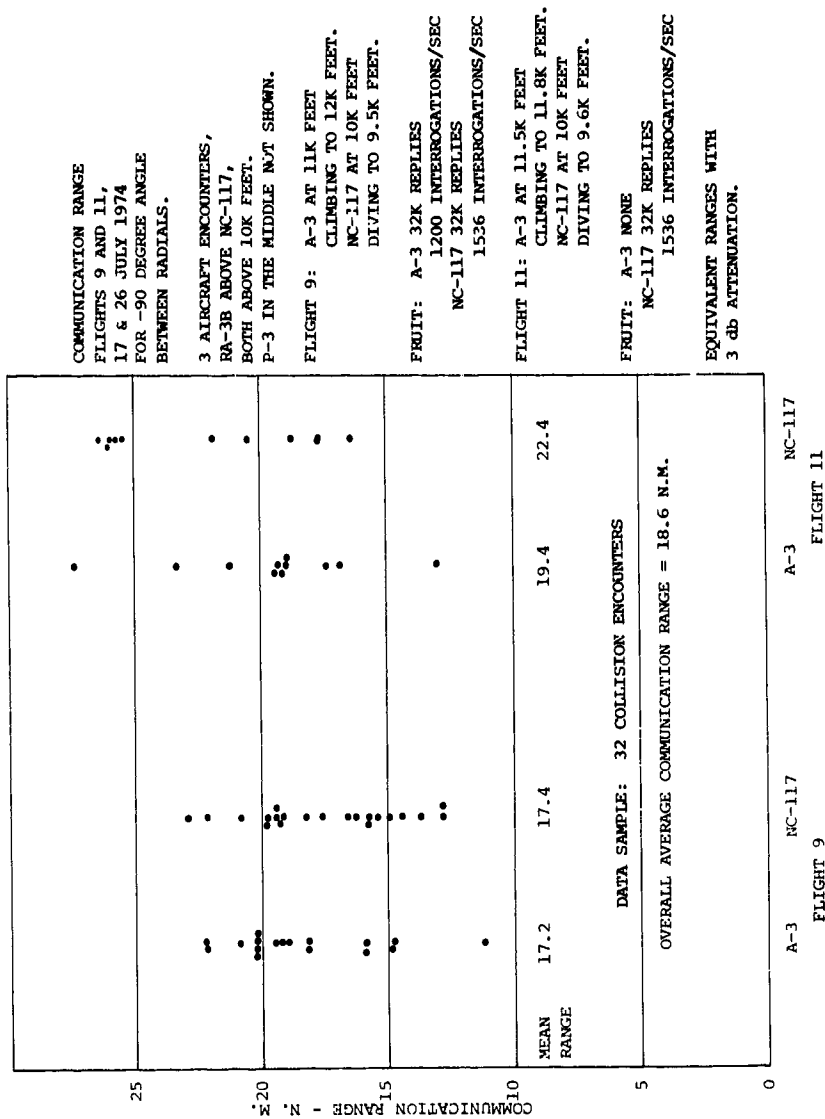 COMMUNICATION RANGE
FLIGHTS 9 AND 11,
17 & 26 JULY 1974
FOR -90 DEGREE ANGLE
BETWEEN RADIALS.
3 AIRCRAFT ENCOUNTERS,
RA-3B ABOVE NC-117,
BOTH ABOVE 10K FEET.
P-3 IN THE MIDDLE NOT SHOWN.
FLIGHT 9: A-3 AT 11K FEET
CLIMBING TO 12K FEET.
NC-117 AT 10K FEET
DIVING TO 9.5K FEET.
FRUIT: A-3 32K REPLIES
1200 INTERROGATIONS/SEC
NC-117 32K REPLIES
1536 INTERROGATIONS/SEC
FLIGHT 11: A-3 AT 11.5K FEET
CLIMBING TO 11.8K FEET.
NC-117 AT 10K FEET
DIVING TO 9.6K FEET.
FRUIT: A-3 NONE
NC-117 32K REPLIES
1536 INTERROGATIONS/SEC
EQUIVALENT RANGES WITH
3 db ATTENUATION.
COMMUNICATION RANGE - N. M.
25
20
15
10
5
0
MEAN
RANGE
17.2 17.4 19.4 22.4
DATA SAMPLE: 32 COLLISION ENCOUNTERS
OVERALL AVERAGE COMMUNICATION RANGE = 18.6 N.M.
A-3 NC-117 A-3 NC-117
FLIGHT 9 FLIGHT 11